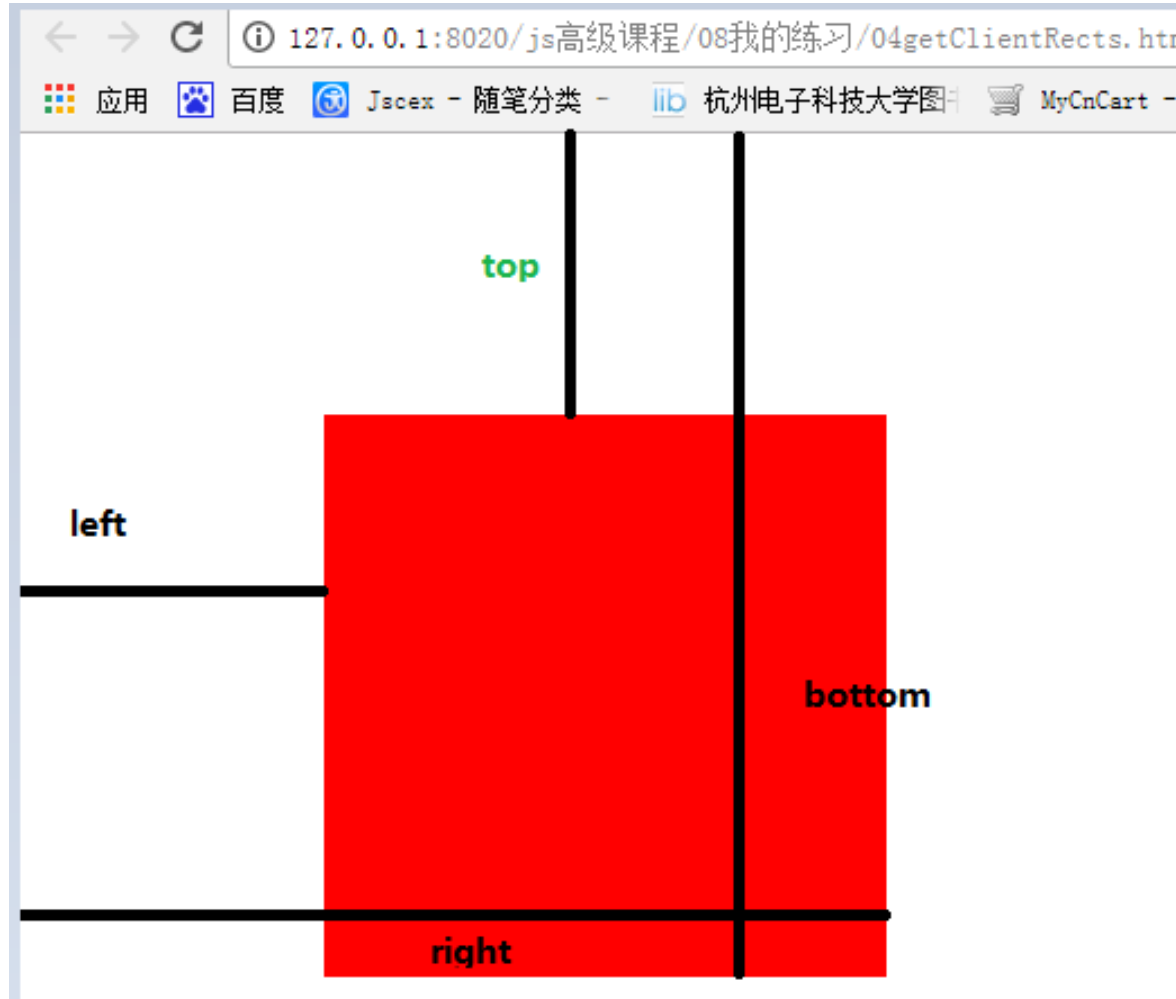 127.0.0.1:8020/js高级课程/08我的练习/04getClientRects.htm
应用 百度 Jscex - 随笔分类 - lib 杭州电子科技大学图 MyCnCart -
top
left
bottom
right